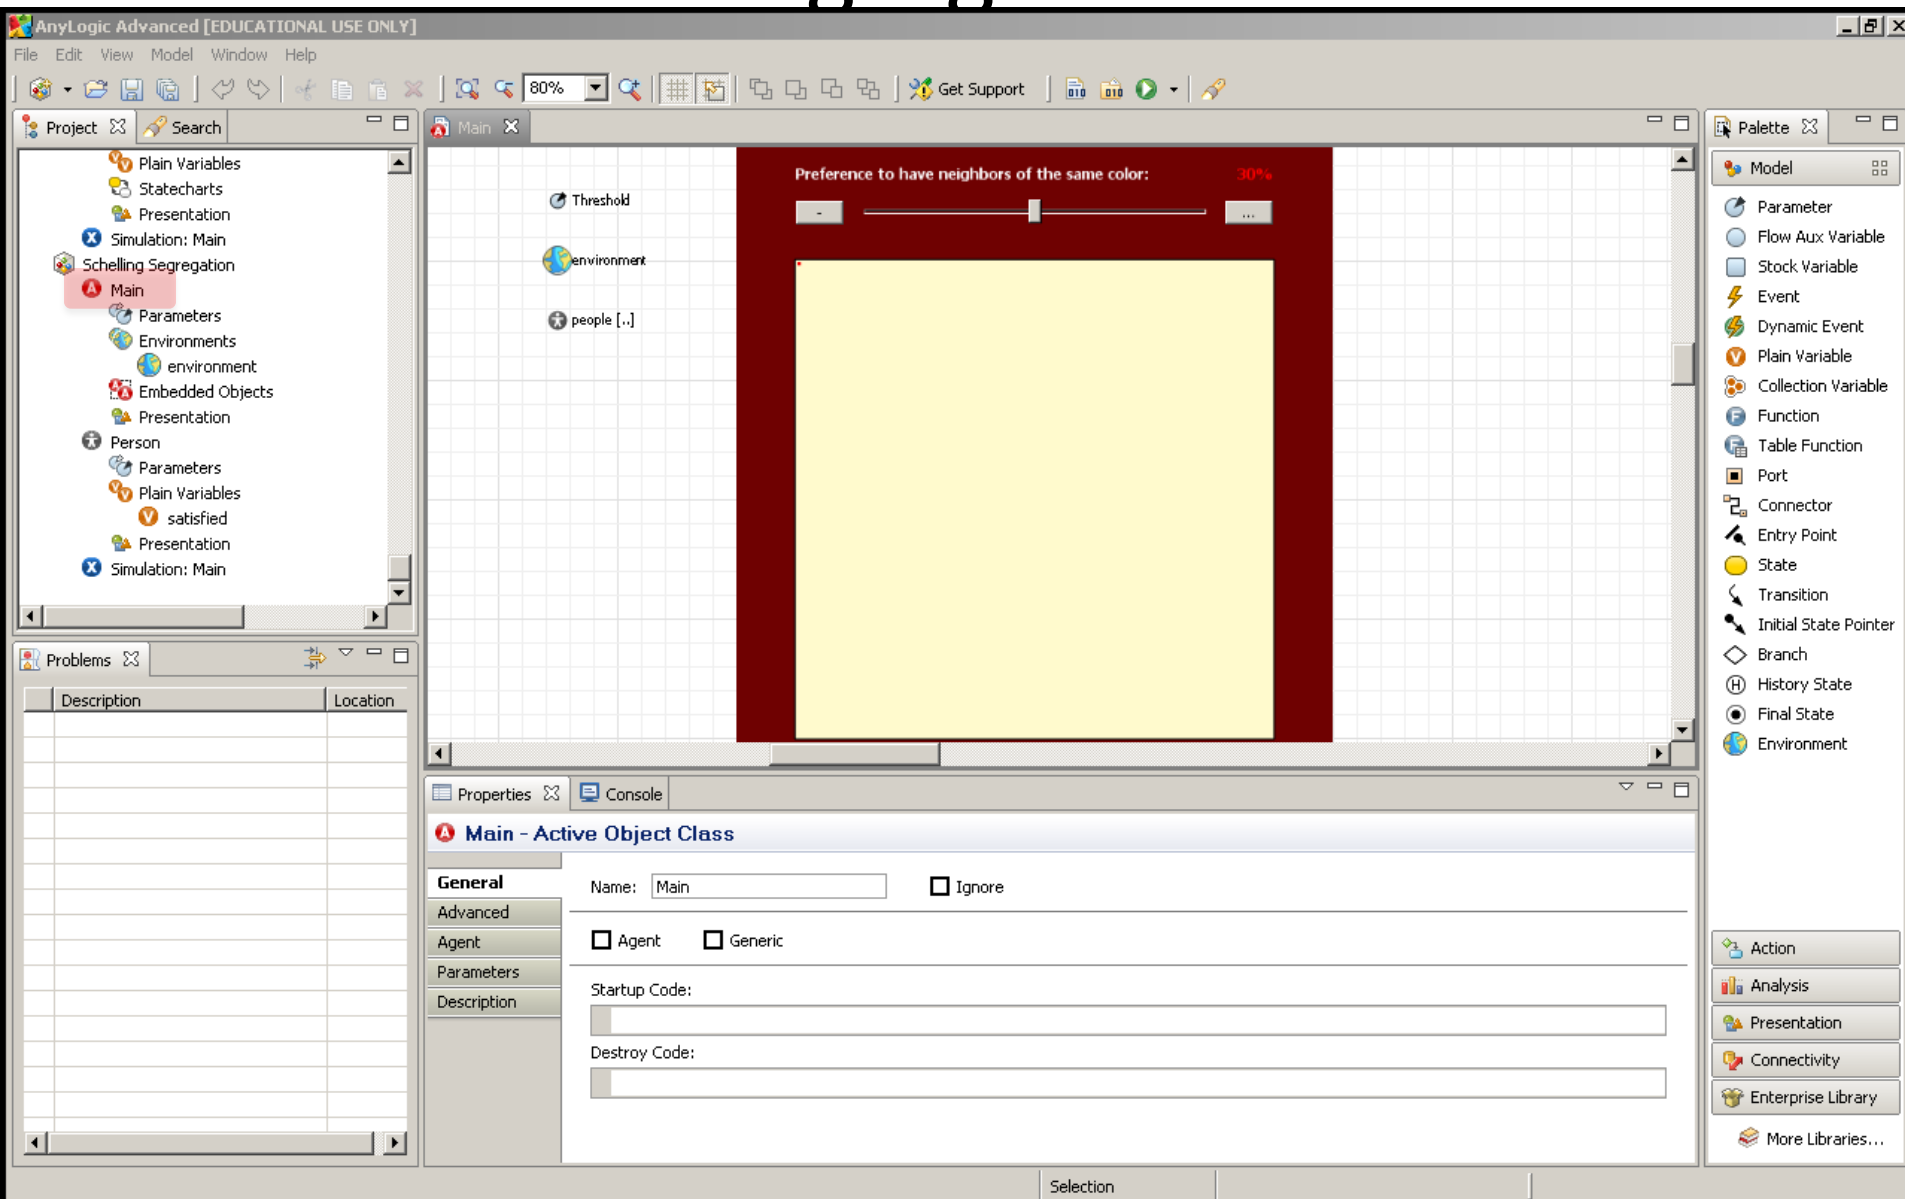 AnyLogic Advanced [EDUCATIONAL USE ONLY]
File Edit View Model Window Help
80%
Get Support
Project
Search
Plain Variables
Statecharts
Presentation
Simulation: Main
Schelling Segregation
Main
Parameters
Environments
environment
Embedded Objects
Presentation
Person
Parameters
Plain Variables
satisfied
Presentation
Simulation: Main
Problems
Description Location
Main
Threshold
environment
people [..]
Preference to have neighbors of the same color: 30%
- ...
Properties Console
Main - Active Object Class
General
Advanced
Agent
Parameters
Description
Name: Main Ignore
Agent Generic
Startup Code:
Destroy Code:
Palette
Model
Parameter
Flow Aux Variable
Stock Variable
Event
Dynamic Event
Plain Variable
Collection Variable
Function
Table Function
Port
Connector
Entry Point
State
Transition
Initial State Pointer
Branch
History State
Final State
Environment
Action
Analysis
Presentation
Connectivity
Enterprise Library
More Libraries...
Selection